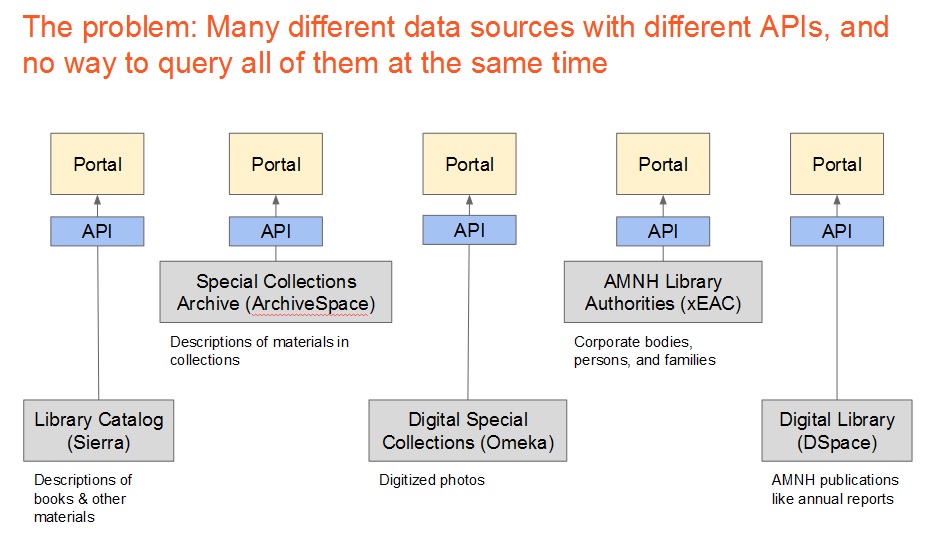 The problem: Many different data sources with different APIs, and
no way to query all of them at the same time
Portal
Portal
Portal
Portal
Portal
API
API
API
API
API
Special Collections
Archive (ArchiveSpace)
Descriptions of materials in
collections
AMNH Library
Authorities (xEAC)
Corporate bodies,
persons, and families
Library Catalog
(Sierra)
Descriptions of
books & other
materials
Digital Special
Collections (Omeka)
Digitized photos
Digital Library
(DSpace)
AMNH publications
like annual reports